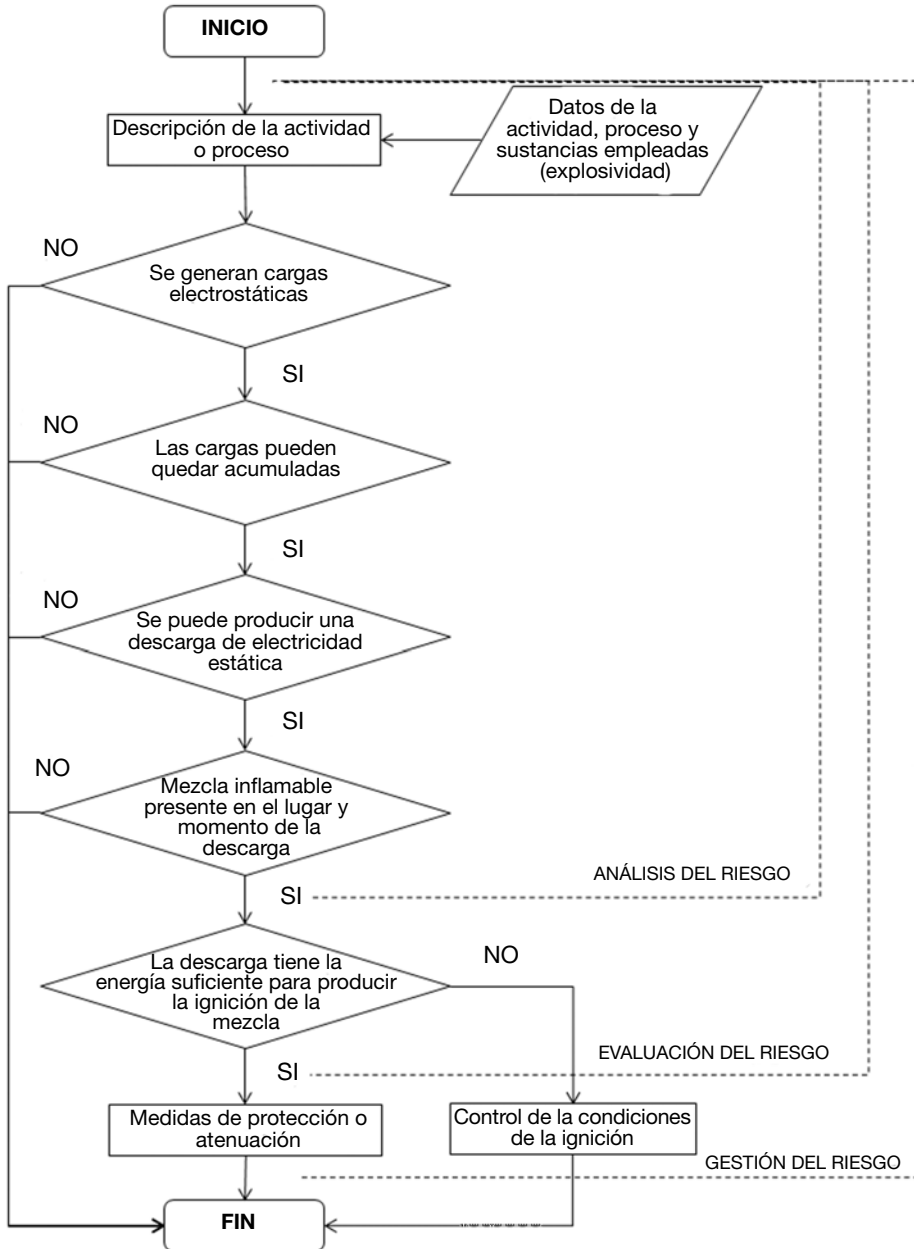 INICIO
Descripción de la actividad
o proceso
Datos de la
actividad, proceso y
sustancias empleadas
(explosividad)
NO
Se generan cargas
electrostáticas
SI
NO
Las cargas pueden
quedar acumuladas
SI
NO
Se puede producir una
descarga de electricidad
estática
SI
NO
Mezcla inflamable
presente en el lugar y
momento de la
descarga
ANÁLISIS DEL RIESGO
SI
La descarga tiene la
energía suficiente para producir
la ignición de la
mezcla
NO
EVALUACIÓN DEL RIESGO
SI
Medidas de protección o
atenuación
Control de la condiciones
de la ignición
GESTIÓN DEL RIESGO
FIN